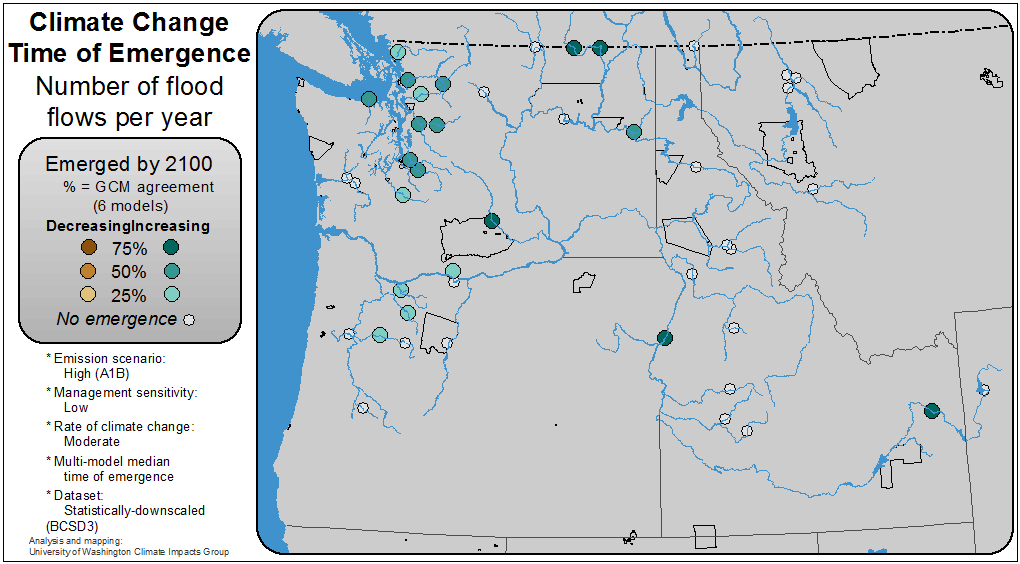 Climate Change
Time of Emergence
Number of flood
flows per year
Emerged by 2100
% = GCM agreement
(6 models)
DecreasingIncreasing
75%
50%
25%
No emergence
* Emission scenario:
High (A1B)
* Management sensitivity:
Low
* Rate of climate change:
Moderate
* Multi-model median
time of emergence
* Dataset:
Statistically-downscaled
(BCSD3)
Analysis and mapping:
University of Washington Climate Impacts Group